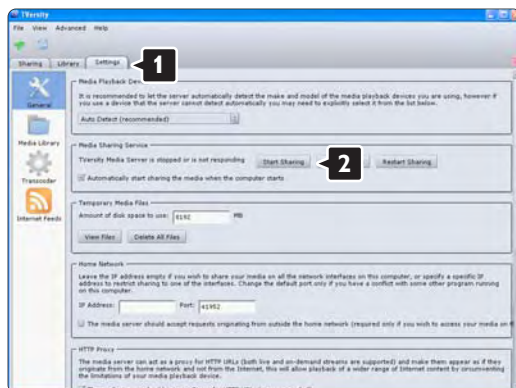 TVersity
File View Advanced Help
Sharing Library Settings
1
Media Playback Dev
It is recommended to let the server automatically detect the make and model of the media playback devices you are using, however if
you use a device that the server cannot detect automatically you may need to explicitly select it from the list below.
Auto Detect (recommended)
General
Media Library
Transcoder
Internet Feeds
Media Sharing Service
TVersity Media Server is stopped or is not responding Start Sharing Restart Sharing
2
Automatically start sharing the media when the computer starts
Temporary Media Files
Amount of disk space to use: 8192 MB
View Files Delete All Files
Home Network
Leave the IP address empty if you wish to share your media on all the network interfaces on this computer, or specify a specific IP
address to restrict sharing to one of the interfaces. Change the default port only if you have a conflict with some other program running
on this computer.
IP Address: Port: 41952
The media server should accept requests originating from outside the home network (required only if you wish to access your media on
HTTP Proxy
The media server can act as a proxy for HTTP URLs (both live and on-demand streams are supported) and make them appear as if they
originate from the home network and not from the Internet, this will allow playback of a wider range of Internet content by circumventing
the limitations of your media playback device.